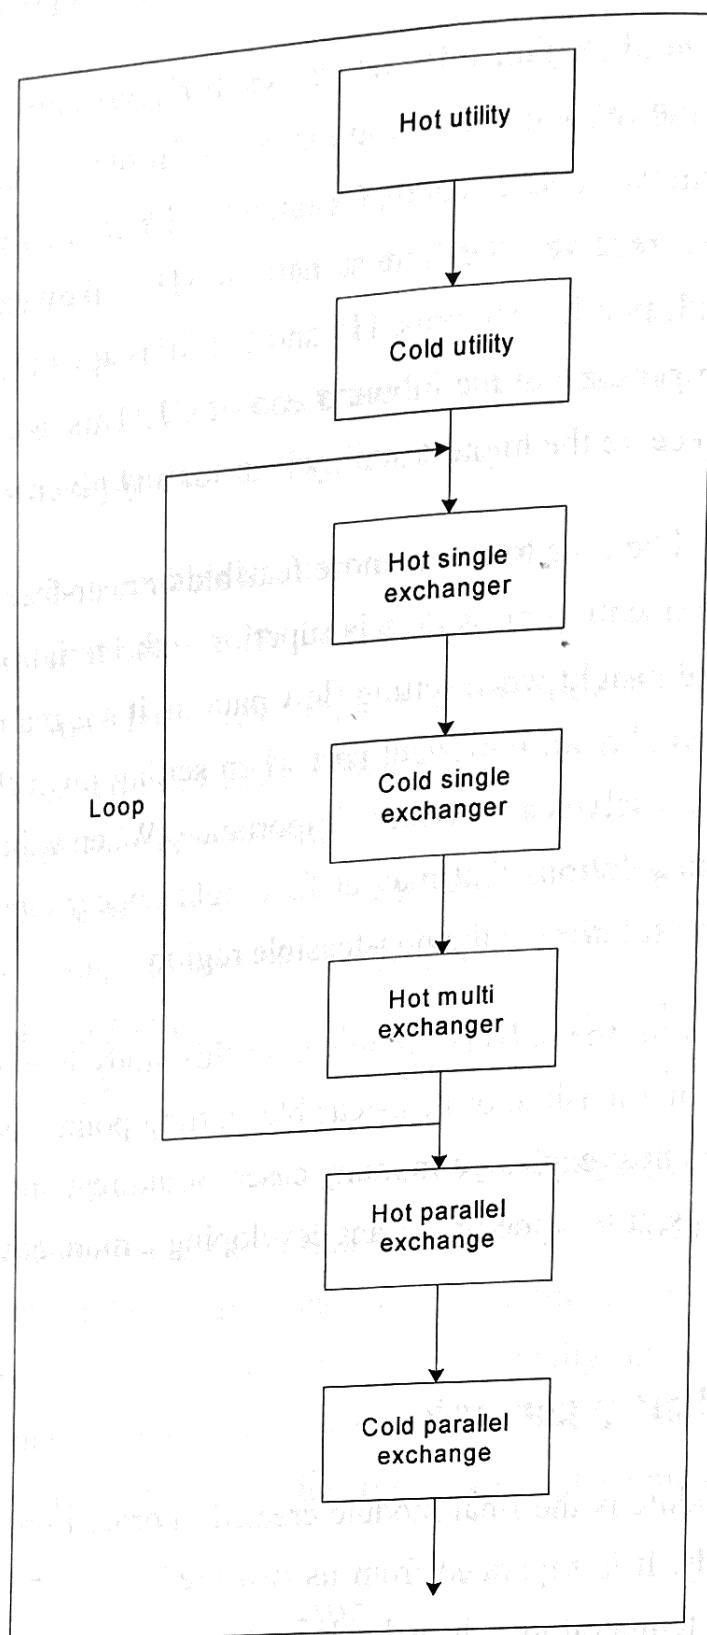 Hot utility
Cold utility
Hot single
exchanger
Cold single
exchanger
Loop
Hot multi
exchanger
Hot parallel
exchange
Cold parallel
exchange